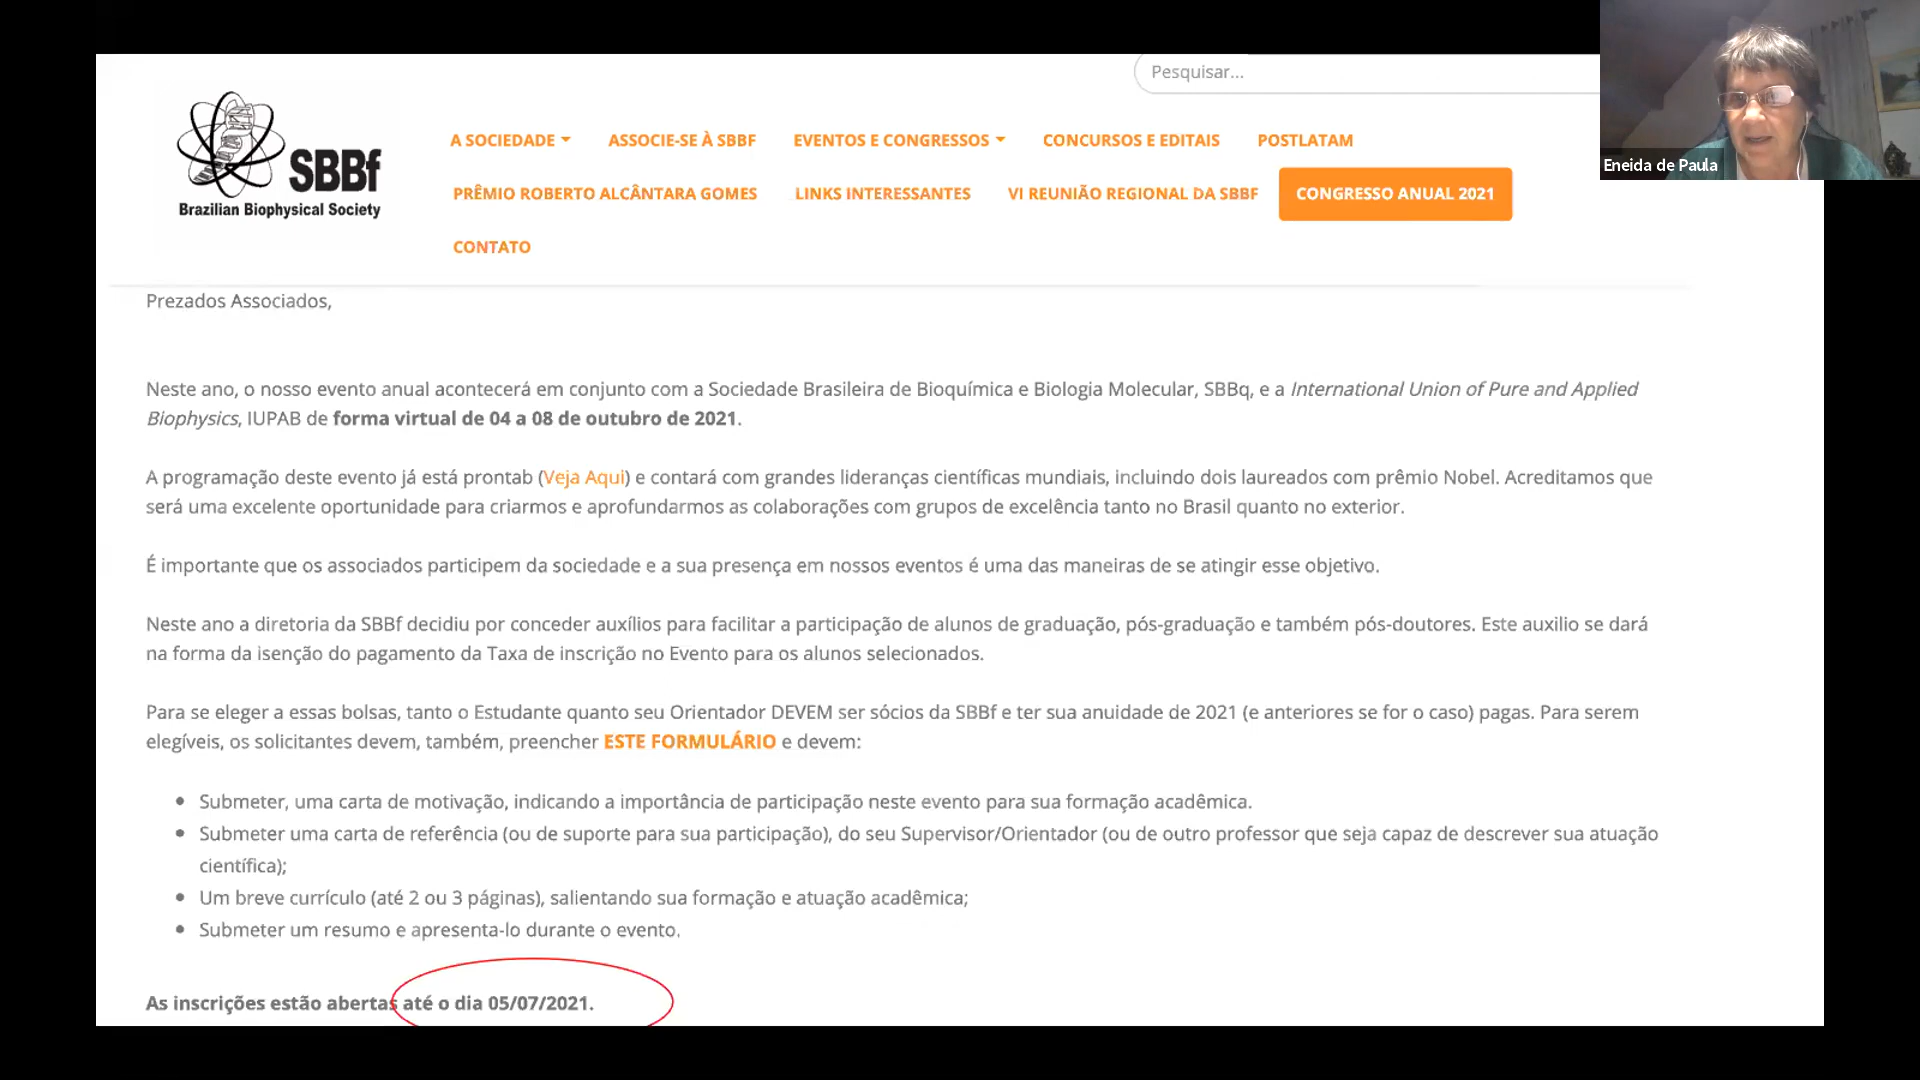 Pesquisar...
SBBf
Brazilian Biophysical Society
A SOCIEDADE ASSOCIE-SE À SBBF EVENTOS E CONGRESSOS CONCURSOS E EDITAIS POSTLATAM
PRÊMIO ROBERTO ALCÂNTARA GOMES LINKS INTERESSANTES VI REUNIÃO REGIONAL DA SBBF CONGRESSO ANUAL 2021
CONTATO
Eneida de Paula
Prezados Associados,
Neste ano, o nosso evento anual acontecerá em conjunto com a Sociedade Brasileira de Bioquímica e Biologia Molecular, SBBq, e a International Union of Pure and Applied
Biophysics, IUPAB de forma virtual de 04 a 08 de outubro de 2021.
A programação deste evento já está prontab (Veja Aqui) e contará com grandes lideranças científicas mundiais, incluindo dois laureados com prêmio Nobel. Acreditamos que
será uma excelente oportunidade para criarmos e aprofundarmos as colaborações com grupos de excelência tanto no Brasil quanto no exterior.
É importante que os associados participem da sociedade e a sua presença em nossos eventos é uma das maneiras de se atingir esse objetivo.
Neste ano a diretoria da SBBf decidiu por conceder auxílios para facilitar a participação de alunos de graduação, pós-graduação e também pós-doutores. Este auxilio se dará
na forma da isenção do pagamento da Taxa de inscrição no Evento para os alunos selecionados.
Para se eleger a essas bolsas, tanto o Estudante quanto seu Orientador DEVEM ser sócios da SBBf e ter sua anuidade de 2021 (e anteriores se for o caso) pagas. Para serem
elegíveis, os solicitantes devem, também, preencher ESTE FORMULÁRIO e devem:
• Submeter, uma carta de motivação, indicando a importância de participação neste evento para sua formação acadêmica.
• Submeter uma carta de referência (ou de suporte para sua participação), do seu Supervisor/Orientador (ou de outro professor que seja capaz de descrever sua atuação
científica);
• Um breve currículo (até 2 ou 3 páginas), salientando sua formação e atuação acadêmica;
• Submeter um resumo e apresenta-lo durante o evento.
As inscrições estão abertas até o dia 05/07/2021.